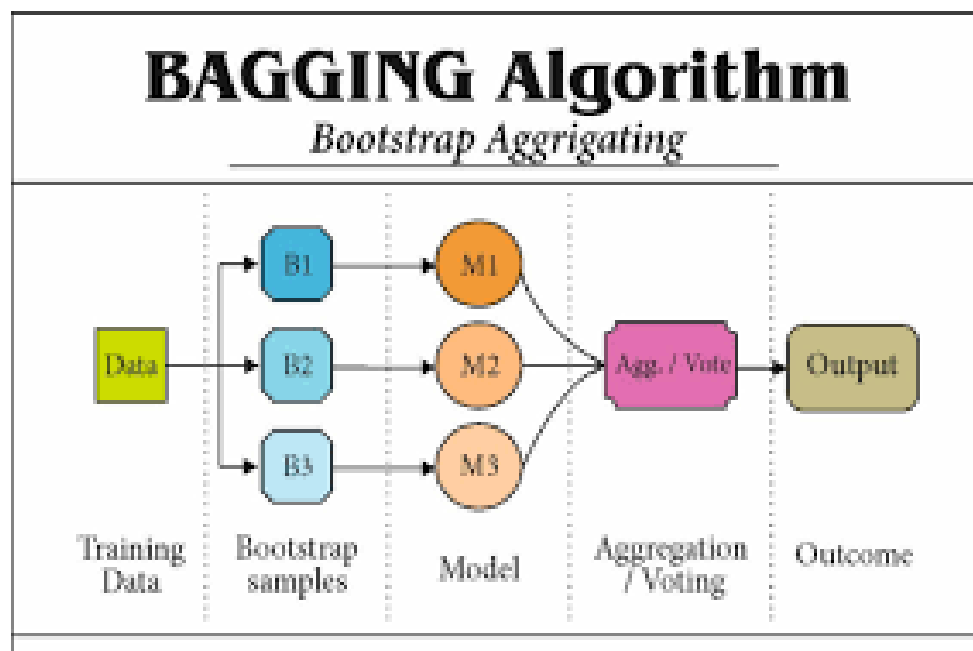 BAGGING Algorithm
Bootstrap Aggrigating
B1
M1
Data
B2
M2
Agg. / Vote
Output
B3
M3
Training
Data
Bootstrap
samples
Model
Aggregation
/ Voting
Outcome